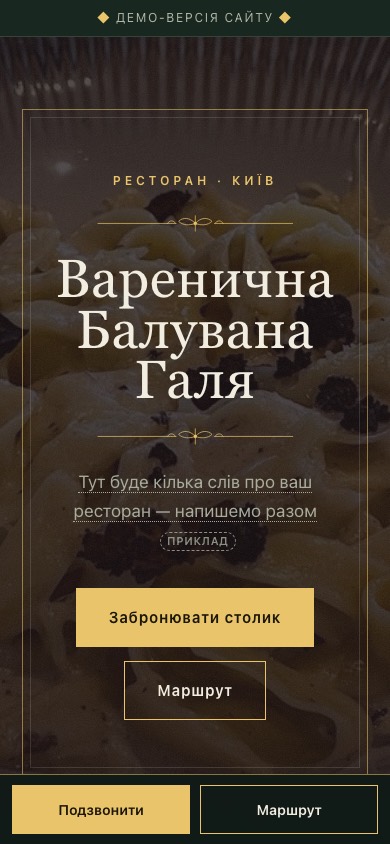 ДЕМО-ВЕРСІЯ САЙТУ
РЕСТОРАН · КИЇВ
Варенична
Балувана
Галя
Тут буде кілька слів про ваш
ресторан — напишемо разом
ПРИКЛАД
Забронювати столик
Маршрут
Подзвонити
Маршрут